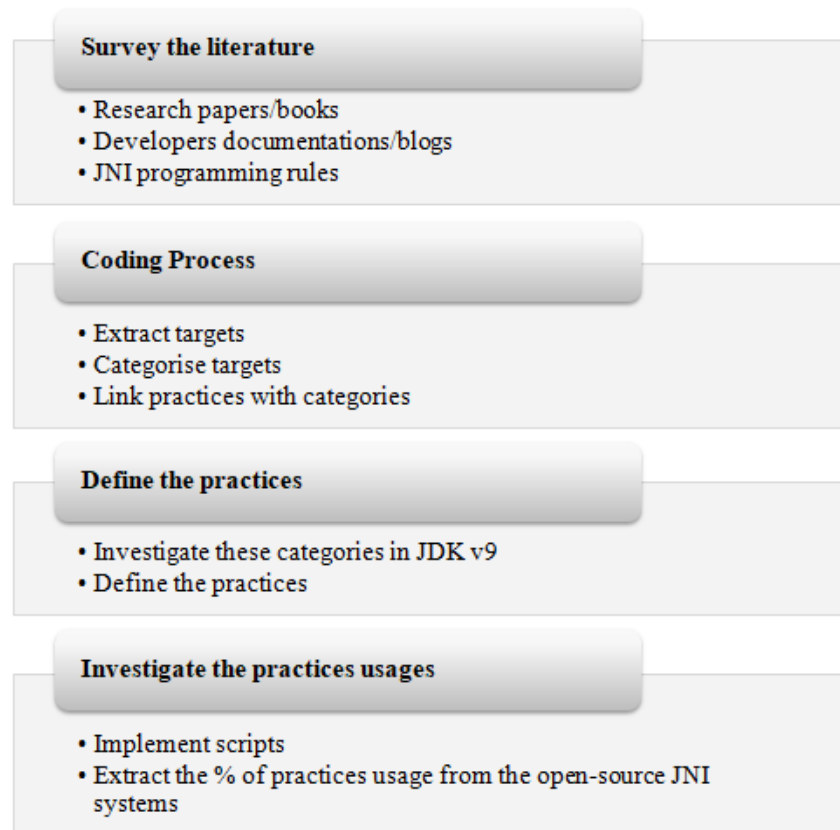 Survey the literature
• Research papers/books
• Developers documentations/blogs
• JNI programming rules
Coding Process
• Extract targets
• Categorise targets
• Link practices with categories
Define the practices
• Investigate these categories in JDK v9
• Define the practices
Investigate the practices usages
• Implement scripts
• Extract the % of practices usage from the open-source JNI
systems